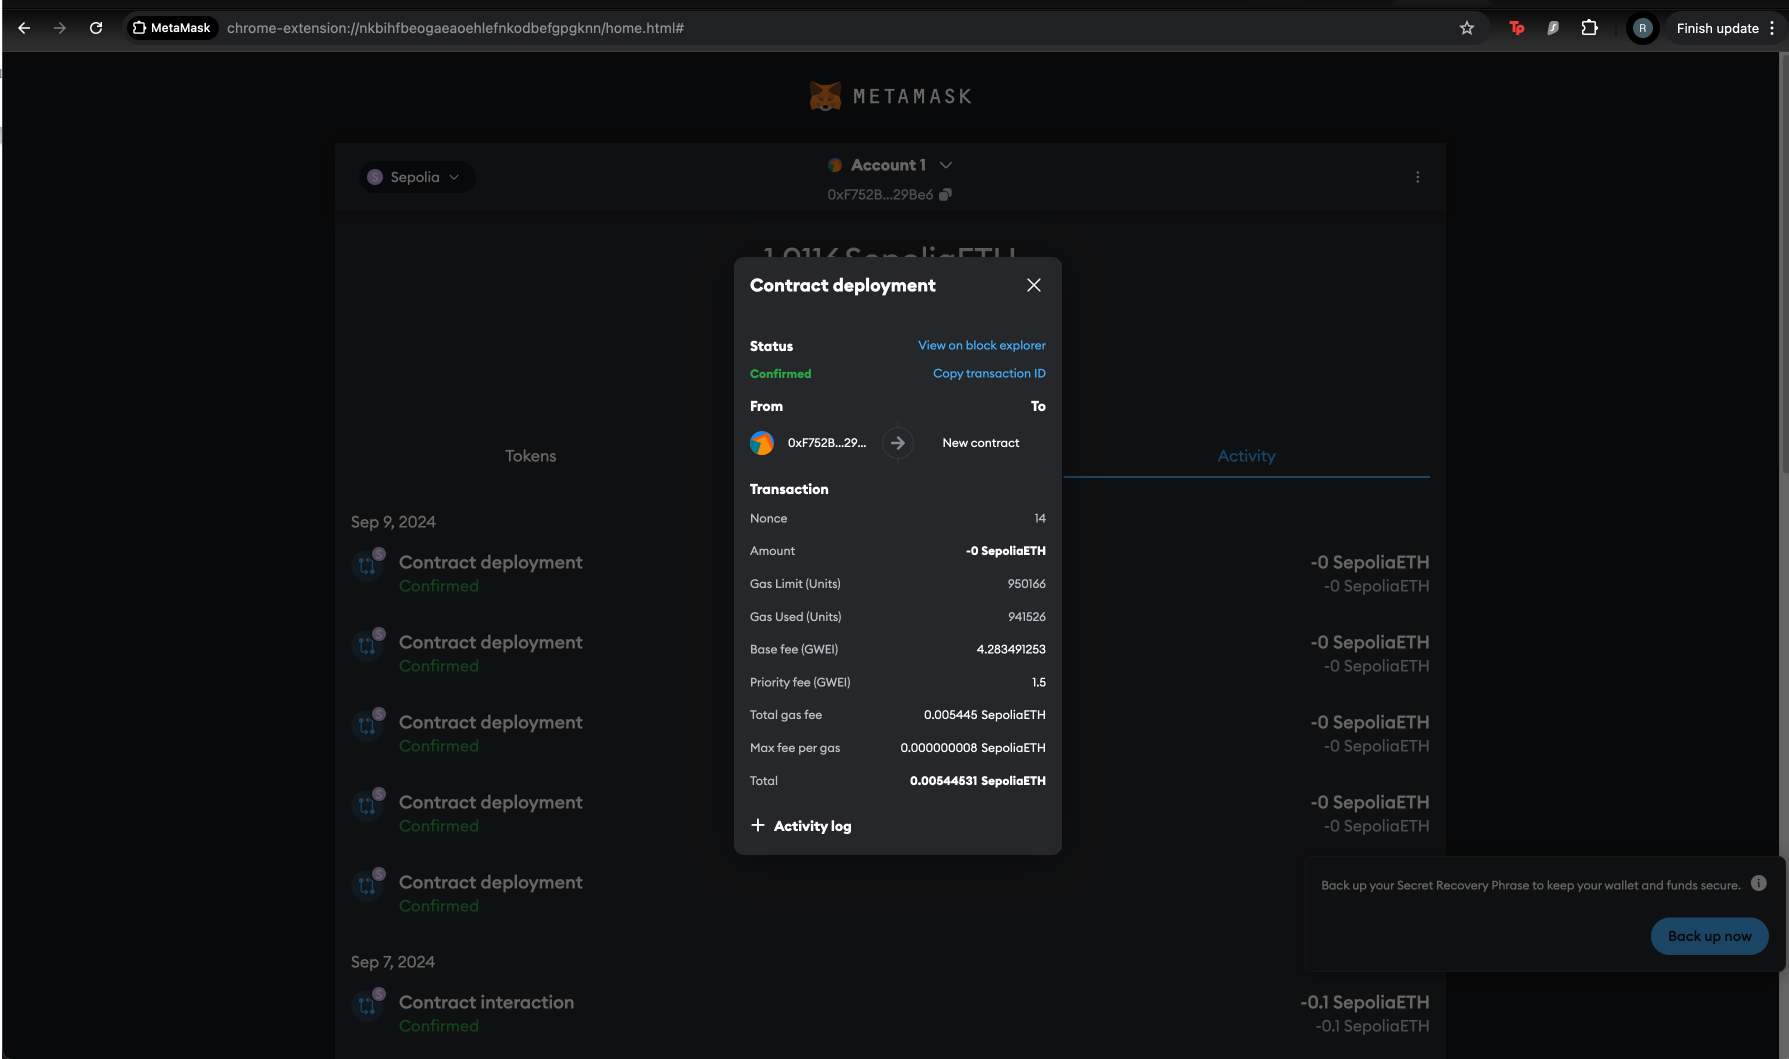 MetaMask
chrome-extension://nkbihfbeogaeaoehlefnkodbefgpgknn/home.html#
Tp
R
Finish update
METAMASK
S
Sepolia
Account 1
0xF752B...29Be6
1.0116 SepoliaETH
Contract deployment
Status
View on block explorer
Confirmed
Copy transaction ID
From
To
0xF752B...29...
New contract
Transaction
Nonce
14
Amount
-0 SepoliaETH
Gas Limit (Units)
950166
Gas Used (Units)
941526
Base fee (GWEI)
4.283491253
Priority fee (GWEI)
1.5
Total gas fee
0.005445 SepoliaETH
Max fee per gas
0.000000008 SepoliaETH
Total
0.00544531 SepoliaETH
Activity log
Tokens
Activity
Sep 9, 2024
S
Contract deployment
Confirmed
-0 SepoliaETH
-0 SepoliaETH
S
Contract deployment
Confirmed
-0 SepoliaETH
-0 SepoliaETH
S
Contract deployment
Confirmed
-0 SepoliaETH
-0 SepoliaETH
S
Contract deployment
Confirmed
-0 SepoliaETH
-0 SepoliaETH
S
Contract deployment
Confirmed
Back up your Secret Recovery Phrase to keep your wallet and funds secure.
Back up now
Sep 7, 2024
S
Contract interaction
Confirmed
-0.1 SepoliaETH
-0.1 SepoliaETH